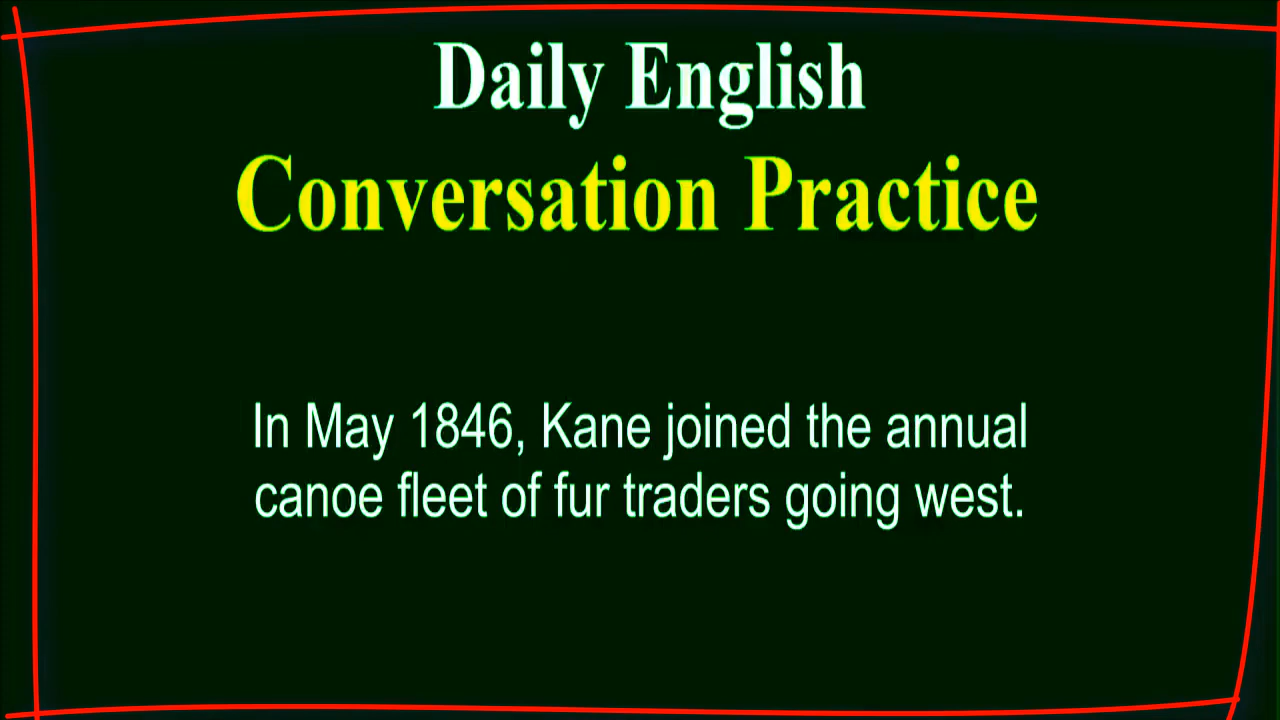 Daily English
Conversation Practice
In May 1846, Kane joined the annual
canoe fleet of fur traders going west.